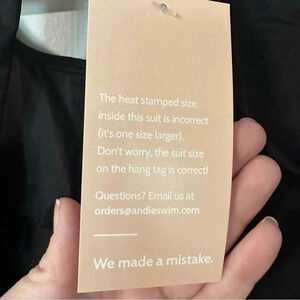 The heat stamped size
inside this suit is incorrect
(it's one size larger).
Don't worry, the suit size
on the hang tag is correct!
Questions? Email us at
orders@andieswim.com
We made a mistake.